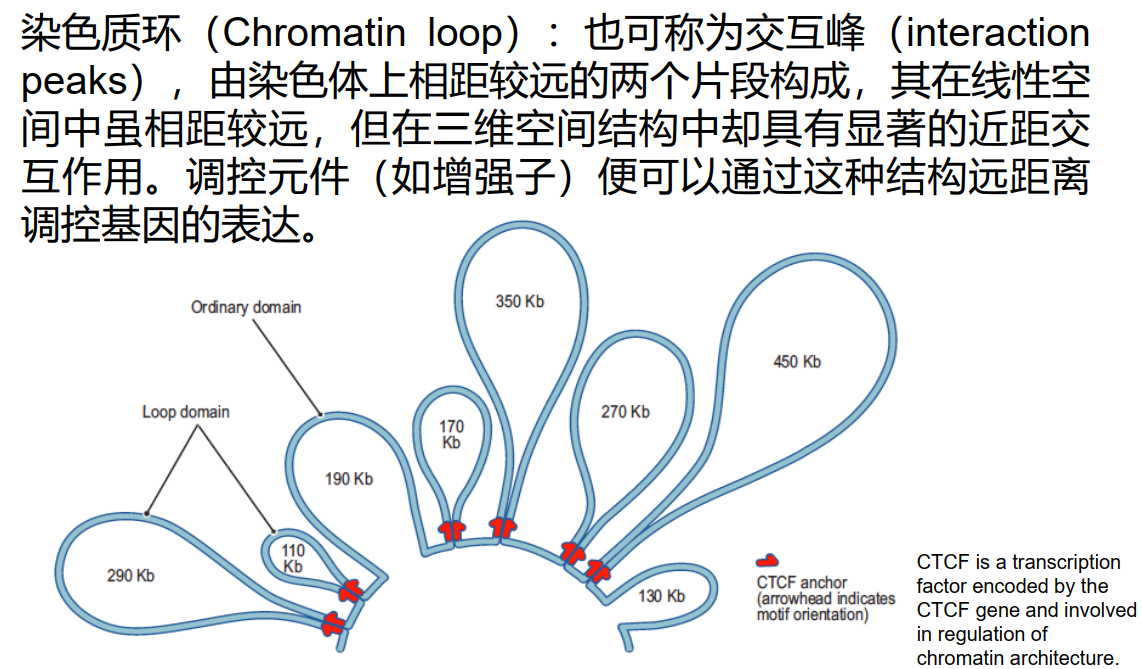 染色质环（Chromatin loop）：也可称为交互峰（interaction
peaks），由染色体上相距较远的两个片段构成，其在线性空
间中虽相距较远，但在三维空间结构中却具有显著的近距交
互作用。调控元件（如增强子）便可以通过这种结构远距离
调控基因的表达。
Ordinary domain
Loop domain
350 Kb
450 Kb
270 Kb
170
Kb
190 Kb
110
Kb
290 Kb
130 Kb
CTCF anchor
(arrowhead indicates
motif orientation)
CTCF is a transcription
factor encoded by the
CTCF gene and involved
in regulation of
chromatin architecture.